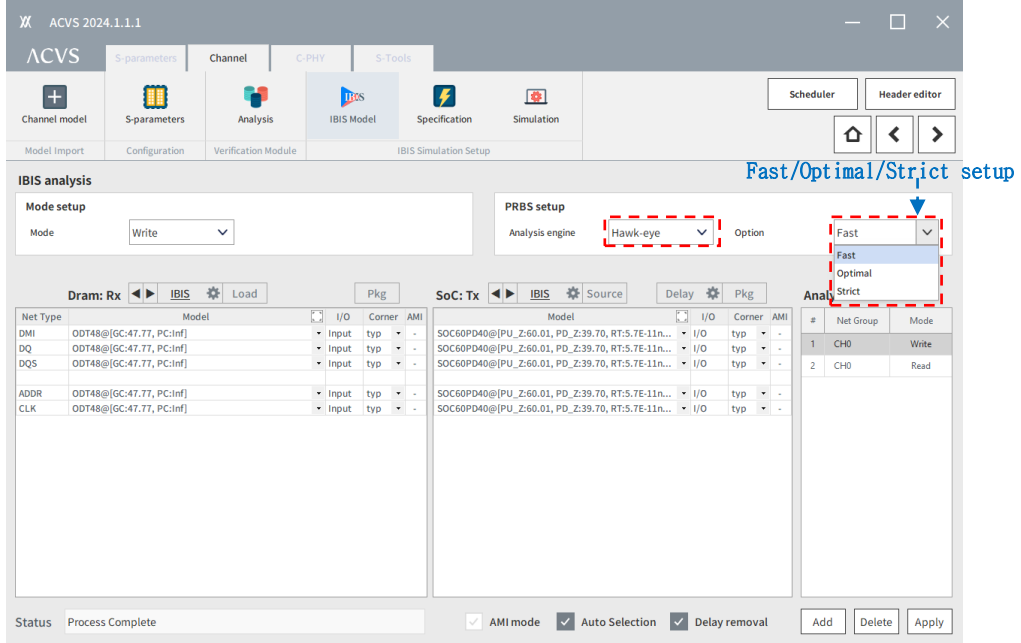 ACVS 2024.1.1.1
ACVS S-parameters Channel C-PHY S-Tools
Channel model S-parameters Analysis IBIS IBIS Model Specification Simulation
Scheduler Header editor
Model Import Configuration Verification Module IBIS Simulation Setup
Fast/Optimal/Strict setup
IBIS analysis
Mode setup
Mode Write
PRBS setup
Analysis engine Hawk-eye Option Fast
Fast
Optimal
Strict
Dram: Rx IBIS Load Pkg
SoC: Tx IBIS Source Delay Pkg
Net Type Model I/O Corner AMI
DMI ODT48@[GC:47.77, PC:Inf] Input typ -
DQ ODT48@[GC:47.77, PC:Inf] Input typ -
DQS ODT48@[GC:47.77, PC:Inf] Input typ -
ADDR ODT48@[GC:47.77, PC:Inf] Input typ -
CLK ODT48@[GC:47.77, PC:Inf] Input typ -
Model I/O Corner AMI
SOC60PD40@[PU_Z:60.01, PD_Z:39.70, RT:5.7E-11n... I/O typ -
SOC60PD40@[PU_Z:60.01, PD_Z:39.70, RT:5.7E-11n... I/O typ -
SOC60PD40@[PU_Z:60.01, PD_Z:39.70, RT:5.7E-11n... I/O typ -
SOC60PD40@[PU_Z:60.01, PD_Z:39.70, RT:5.7E-11n... I/O typ -
SOC60PD40@[PU_Z:60.01, PD_Z:39.70, RT:5.7E-11n... I/O typ -
# Net Group Mode
1 CH0 Write
2 CH0 Read
Status Process Complete
AMI mode Auto Selection Delay removal
Add Delete Apply